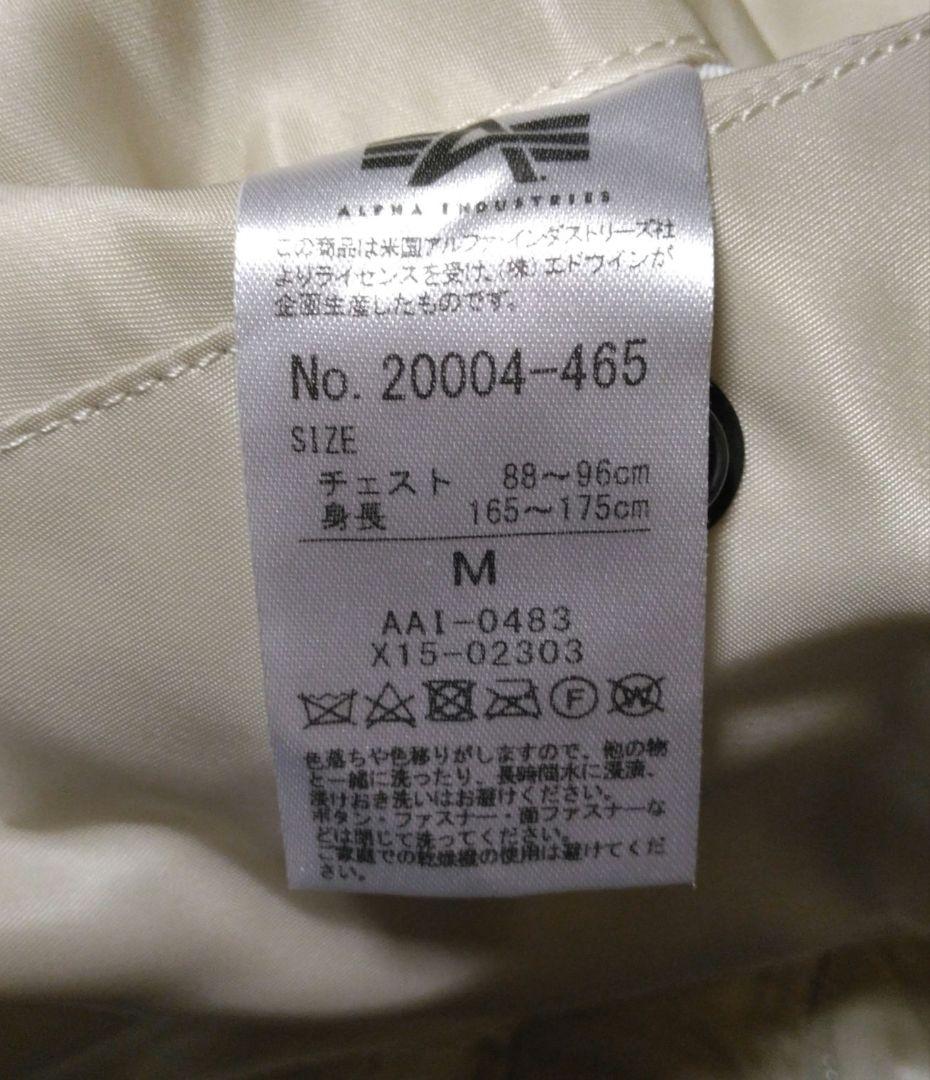 ALPHA INDUSTRIES
この商品は米国アルファ・インダストリーズ社
よりライセンスを受け、(株)エドウインが
企画生産したものです。
No. 20004-465
SIZE
チェスト 88～96cm
身長 165～175cm
M
AAI-0483
X15-02303
F W
色落ちや色移りがしますので、他の物
と一緒に洗ったり、長時間水に浸漬、
浸けおき洗いはお避けください。
ボタン・ファスナー・面ファスナーな
どは閉じて洗ってください。
ご家庭での乾燥機の使用は避けてくだ
さい。